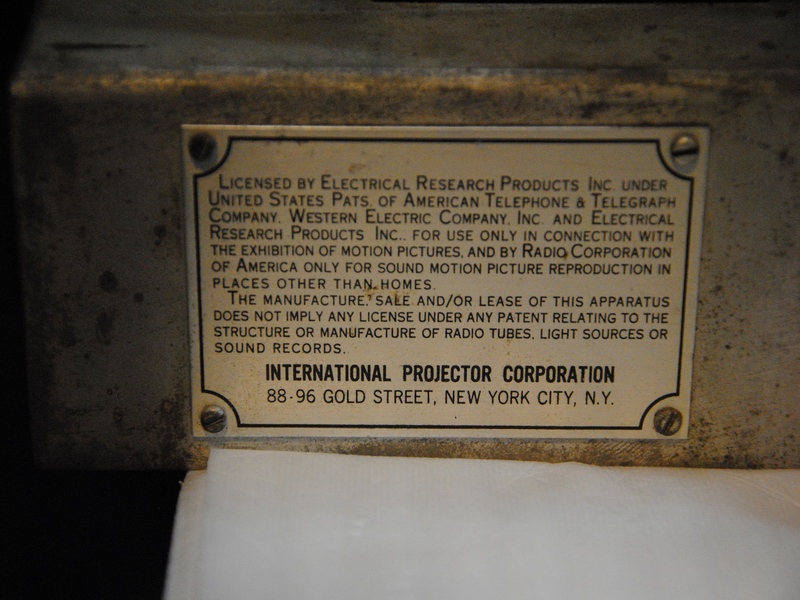 LICENSED BY ELECTRICAL RESEARCH PRODUCTS INC. UNDER
UNITED STATES PATS. OF AMERICAN TELEPHONE & TELEGRAPH
COMPANY, WESTERN ELECTRIC COMPANY, INC. AND ELECTRICAL
RESEARCH PRODUCTS INC., FOR USE ONLY IN CONNECTION WITH
THE EXHIBITION OF MOTION PICTURES, AND BY RADIO CORPORATION
OF AMERICA ONLY FOR SOUND MOTION PICTURE REPRODUCTION IN
PLACES OTHER THAN HOMES.
THE MANUFACTURE, SALE AND/OR LEASE OF THIS APPARATUS
DOES NOT IMPLY ANY LICENSE UNDER ANY PATENT RELATING TO THE
STRUCTURE OR MANUFACTURE OF RADIO TUBES, LIGHT SOURCES OR
SOUND RECORDS.
INTERNATIONAL PROJECTOR CORPORATION
88-96 GOLD STREET, NEW YORK CITY, N.Y.